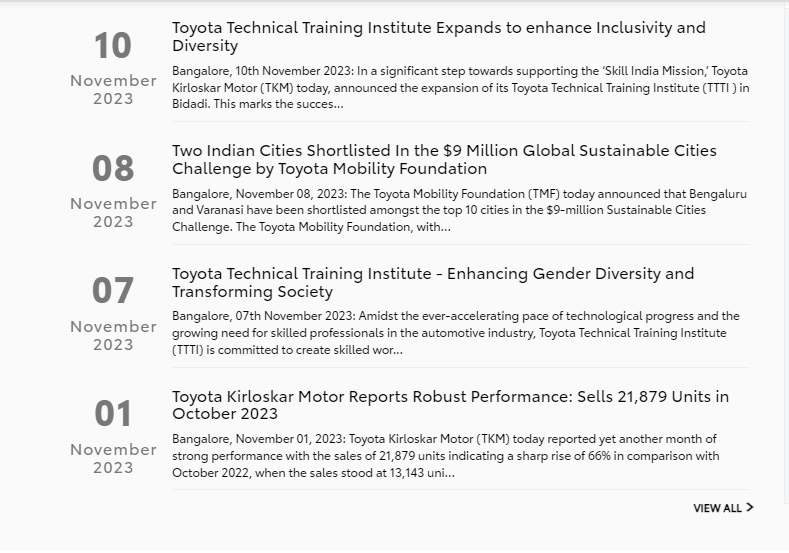 10
November
2023
Toyota Technical Training Institute Expands to enhance Inclusivity and
Diversity
Bangalore, 10th November 2023: In a significant step towards supporting the ‘Skill India Mission,’ Toyota
Kirloskar Motor (TKM) today, announced the expansion of its Toyota Technical Training Institute (TTTI ) in
Bidadi. This marks the succes...
08
November
2023
Two Indian Cities Shortlisted In the $9 Million Global Sustainable Cities
Challenge by Toyota Mobility Foundation
Bangalore, November 08, 2023: The Toyota Mobility Foundation (TMF) today announced that Bengaluru
and Varanasi have been shortlisted amongst the top 10 cities in the $9-million Sustainable Cities
Challenge. The Toyota Mobility Foundation, with...
07
November
2023
Toyota Technical Training Institute - Enhancing Gender Diversity and
Transforming Society
Bangalore, 07th November 2023: Amidst the ever-accelerating pace of technological progress and the
growing need for skilled professionals in the automotive industry, Toyota Technical Training Institute
(TTTI) is committed to create skilled wor...
01
November
2023
Toyota Kirloskar Motor Reports Robust Performance: Sells 21,879 Units in
October 2023
Bangalore, November 01, 2023: Toyota Kirloskar Motor (TKM) today reported yet another month of
strong performance with the sales of 21,879 units indicating a sharp rise of 66% in comparison with
October 2022, when the sales stood at 13,143 uni...
VIEW ALL >